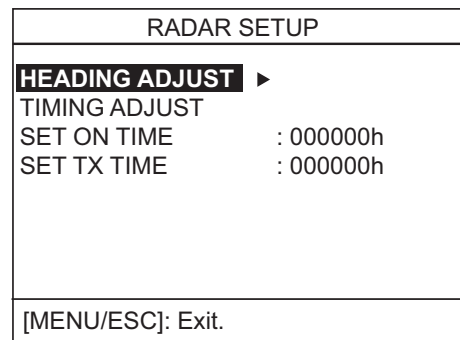 RADAR SETUP
HEADING ADJUST ▶
TIMING ADJUST
SET ON TIME : 000000h
SET TX TIME : 000000h
[MENU/ESC]: Exit.